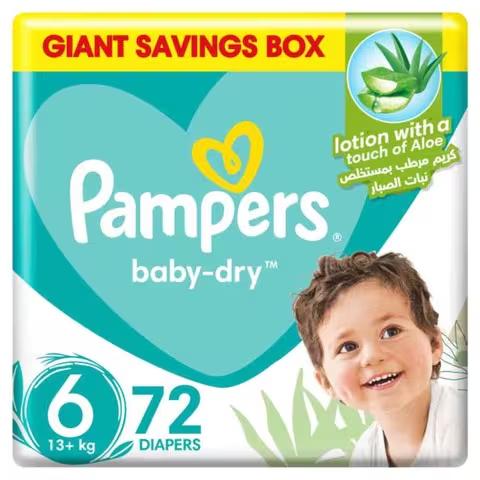 GIANT SAVINGS BOX
lotion with a
touch of Aloe
كريم مرطب بمستخلص
نبات الصبار
Pampers®
baby-dry™
6
13+ kg
72
DIAPERS